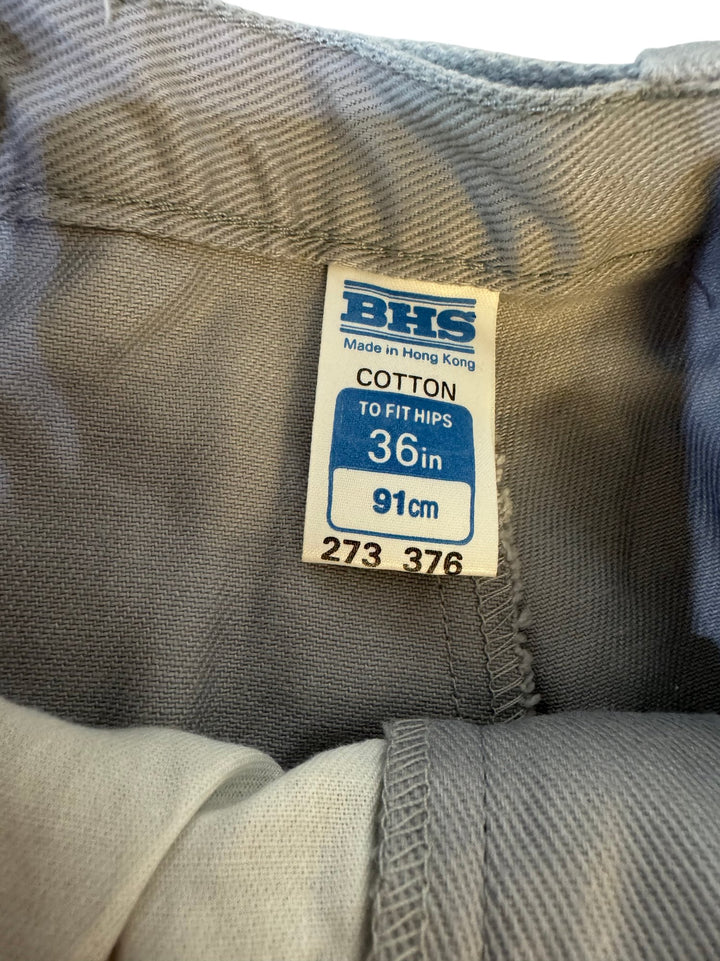 BHS
Made in Hong Kong
COTTON
TO FIT HIPS
36in
91cm
273 376